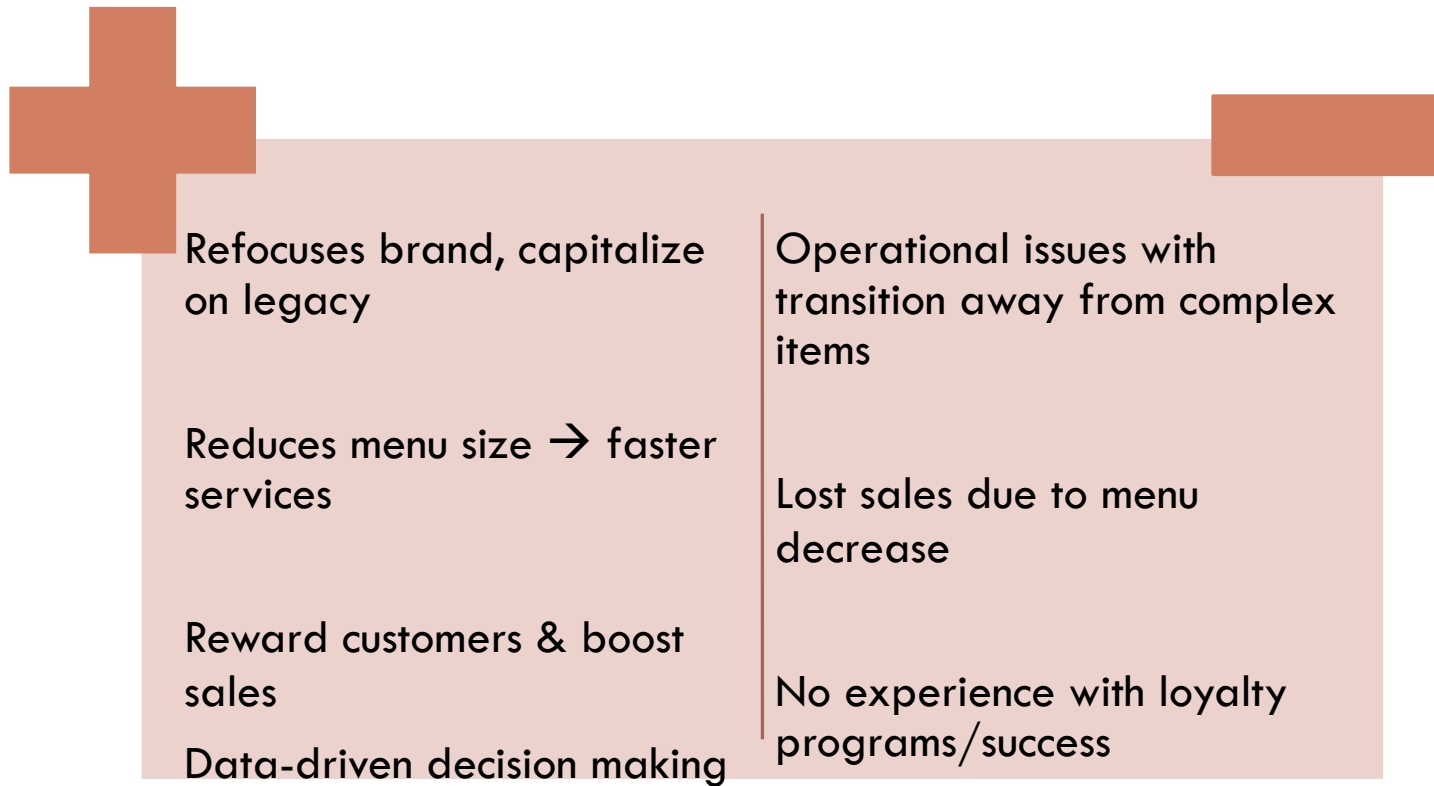 Refocuses brand, capitalize
on legacy
Reduces menu size → faster
services
Reward customers & boost
sales
Data-driven decision making
Operational issues with
transition away from complex
items
Lost sales due to menu
decrease
No experience with loyalty
programs/success